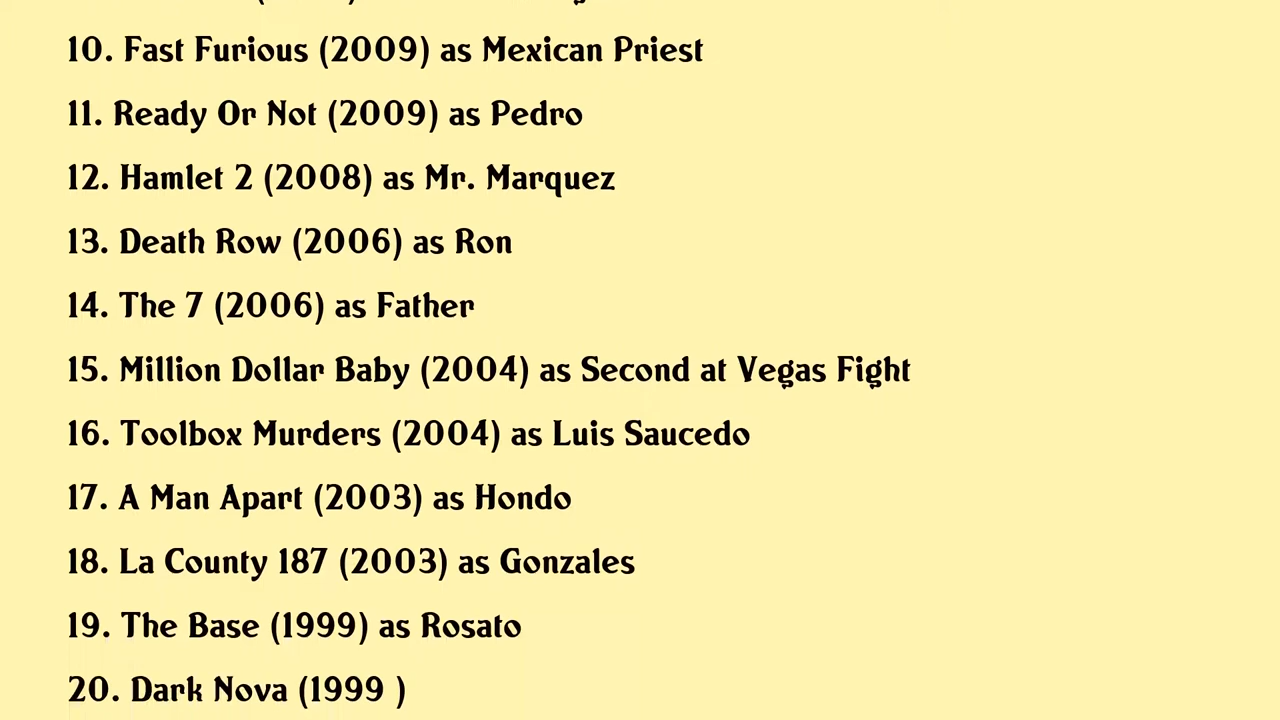 10. Fast Furious (2009) as Mexican Priest
11. Ready Or Not (2009) as Pedro
12. Hamlet 2 (2008) as Mr. Marquez
13. Death Row (2006) as Ron
14. The 7 (2006) as Father
15. Million Dollar Baby (2004) as Second at Vegas Fight
16. Toolbox Murders (2004) as Luis Saucedo
17. A Man Apart (2003) as Hondo
18. La County 187 (2003) as Gonzales
19. The Base (1999) as Rosato
20. Dark Nova (1999 )